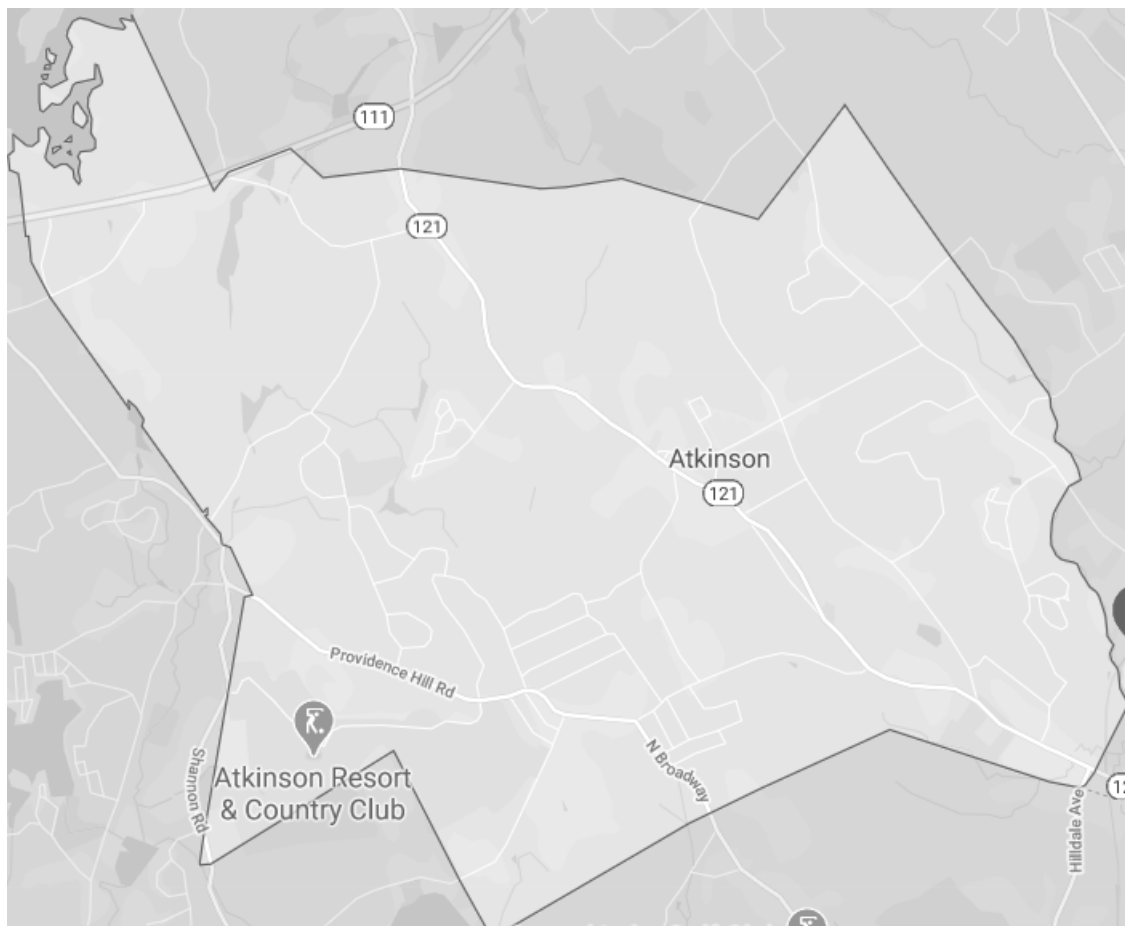 111
121
Atkinson
121
Providence Hill Rd
N Broadway
Shannon Rd
Atkinson Resort
& Country Club
Hilldale Ave